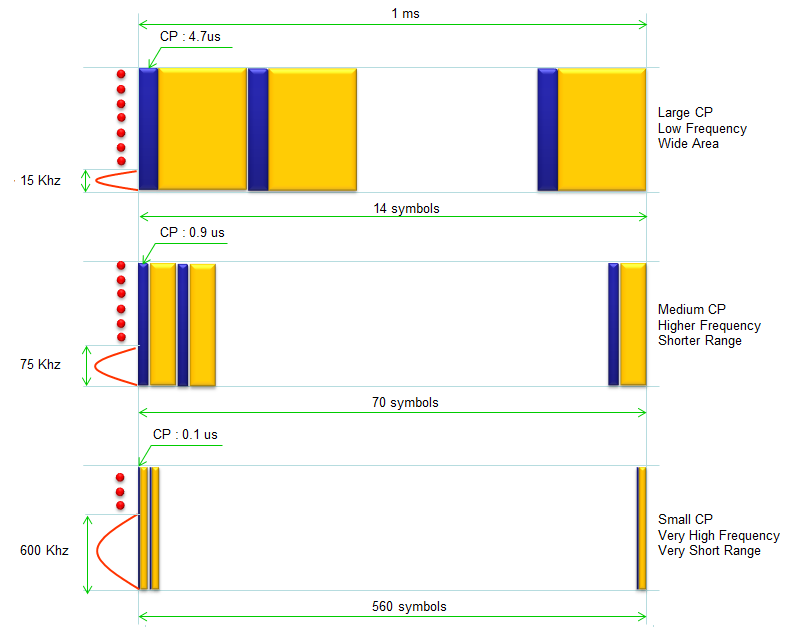 1 ms
CP : 4.7us
Large CP
Low Frequency
Wide Area
15 Khz
14 symbols
CP : 0.9 us
Medium CP
Higher Frequency
Shorter Range
75 Khz
70 symbols
CP : 0.1 us
Small CP
Very High Frequency
Very Short Range
600 Khz
560 symbols